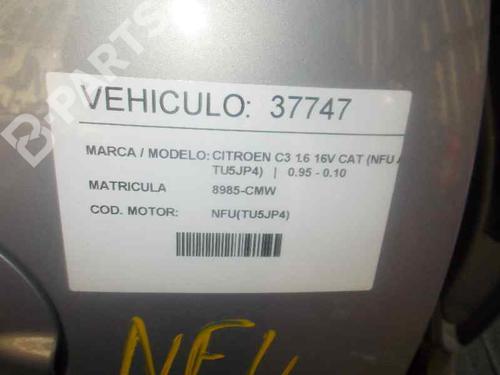 B-PARTS
VEHICULO: 37747
MARCA / MODELO: CITROEN C3 1.6 16V CAT (NFU /
TU5JP4) | 0.95 - 0.10
MATRICULA 8985-CMW
COD. MOTOR: NFU(TU5JP4)